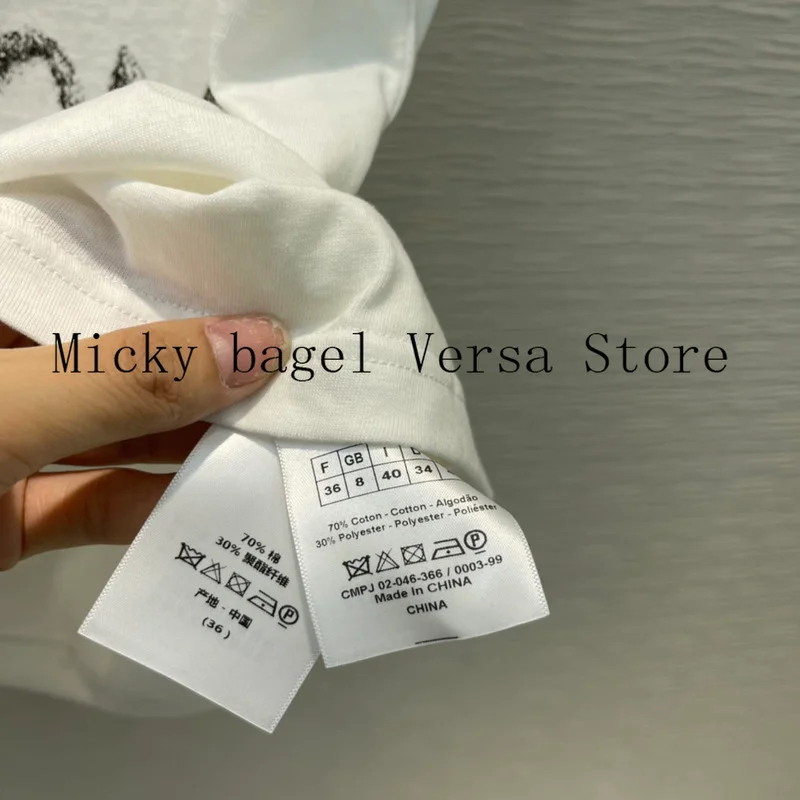 Micky bagel Versa Store
F GB I
36 8 40 34
70% Coton - Cotton - Algodão
30% Polyester - Polyester - Poliéster
CMPJ 02-046-366 / 0003-99
Made In CHINA
CHINA
70% 棉
30% 聚酯纤维
产地 · 中国
(36)